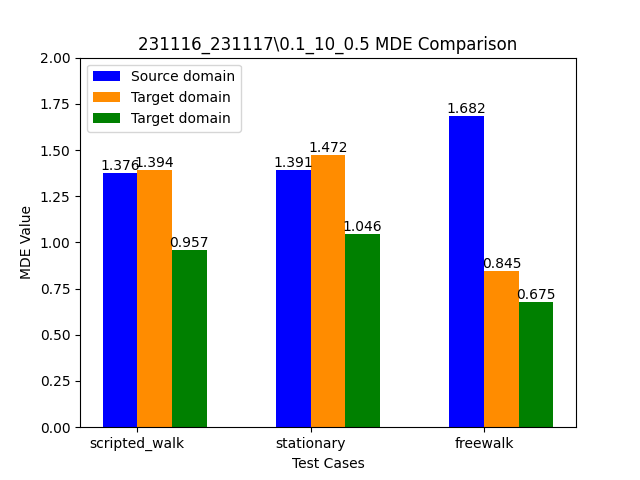 231116_231117\0.1_10_0.5 MDE Comparison
Source domain
Target domain
Target domain
MDE Value
2.00
1.75
1.50
1.25
1.00
0.75
0.50
0.25
0.00
1.376
1.394
0.957
1.391
1.472
1.046
1.682
0.845
0.675
scripted_walk
stationary
freewalk
Test Cases